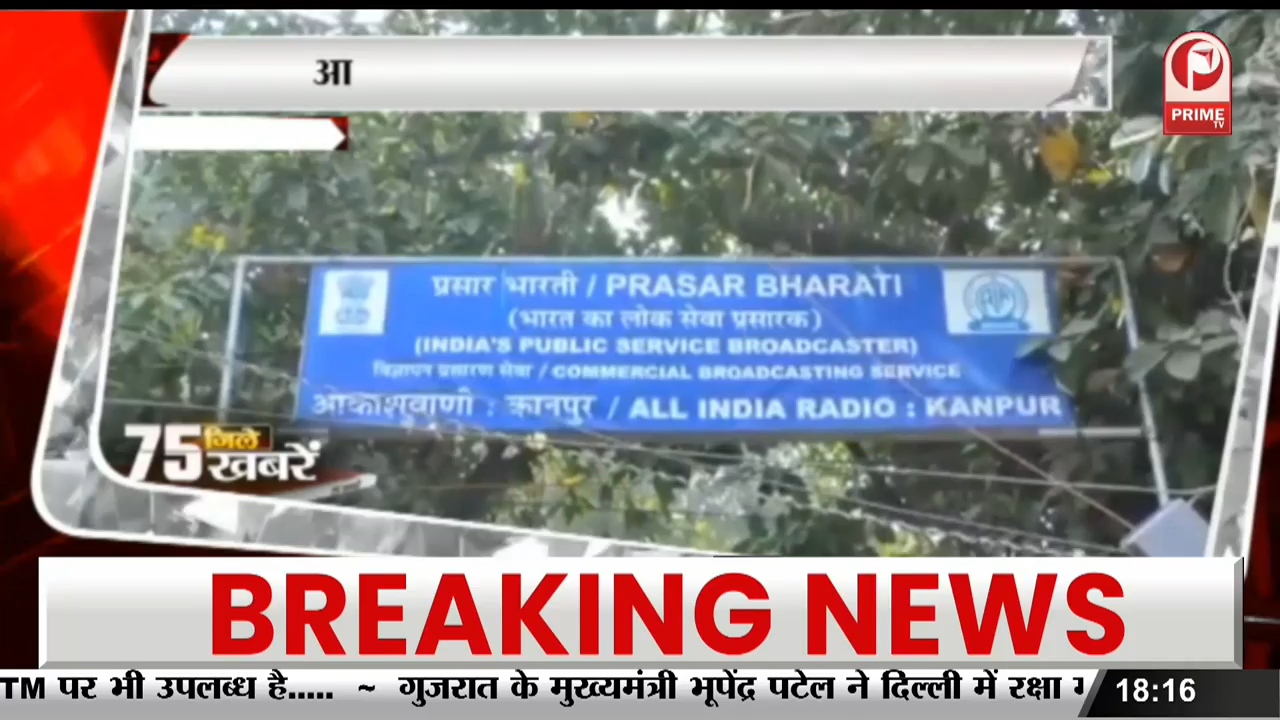 आ
PRIME
TV
प्रसार भारती / PRASAR BHARATI
(भारत का लोक सेवा प्रसारक)
(INDIA'S PUBLIC SERVICE BROADCASTER)
विज्ञापन प्रसारण सेवा / COMMERCIAL BROADCASTING SERVICE
आकाशवाणी : कानपुर / ALL INDIA RADIO : KANPUR
75 जिले
खबरें
BREAKING NEWS
TM पर भी उपलब्ध है..... ~ गुजरात के मुख्यमंत्री भूपेंद्र पटेल ने दिल्ली में रक्षा
18:16